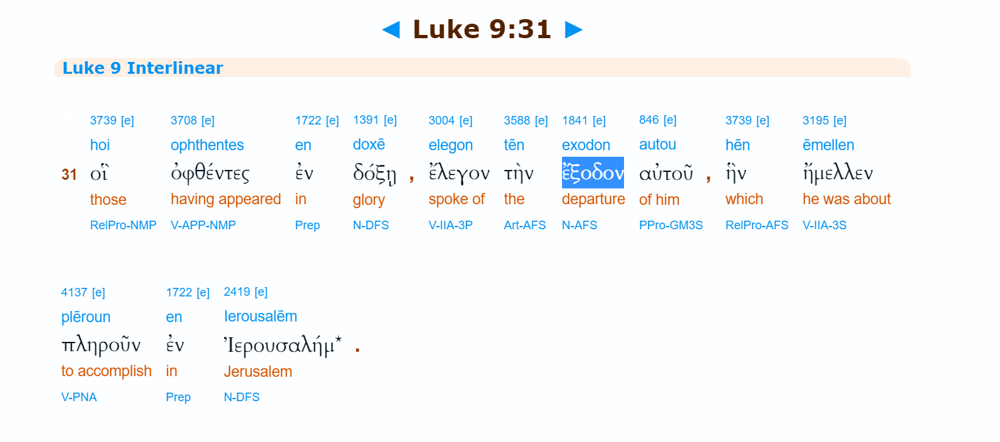 ◄ Luke 9:31 ►
Luke 9 Interlinear
3739 [e] 3708 [e] 1722 [e] 1391 [e] 3004 [e] 3588 [e] 1841 [e] 846 [e] 3739 [e] 3195 [e]
hoi ophthentes en doxē elegon tēn exodon autou hēn ēmellen
31 οἳ ὀφθέντες ἐν δόξῃ , ἔλεγον τὴν ἔξοδον αὐτοῦ , ἣν ἤμελλεν
those having appeared in glory spoke of the departure of him which he was about
RelPro-NMP V-APP-NMP Prep N-DFS V-IIA-3P Art-AFS N-AFS PPro-GM3S RelPro-AFS V-IIA-3S
4137 [e] 1722 [e] 2419 [e]
plēroun en Ierousalēm
πληροῦν ἐν Ἰερουσαλήμ* .
to accomplish in Jerusalem
V-PNA Prep N-DFS